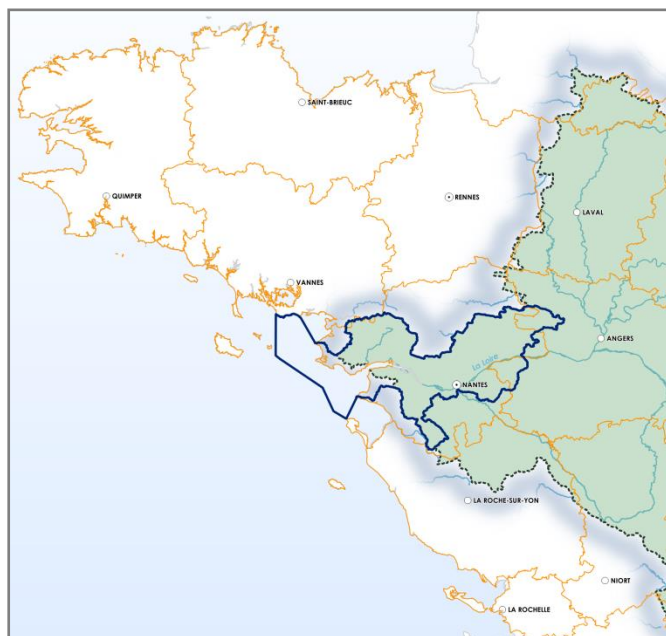 SAINT-BRIEUC
QUIMPER
RENNES
LAVAL
VANNES
ANGERS
La Loire
NANTES
LA ROCHE-SUR-YON
NIORT
LA ROCHELLE